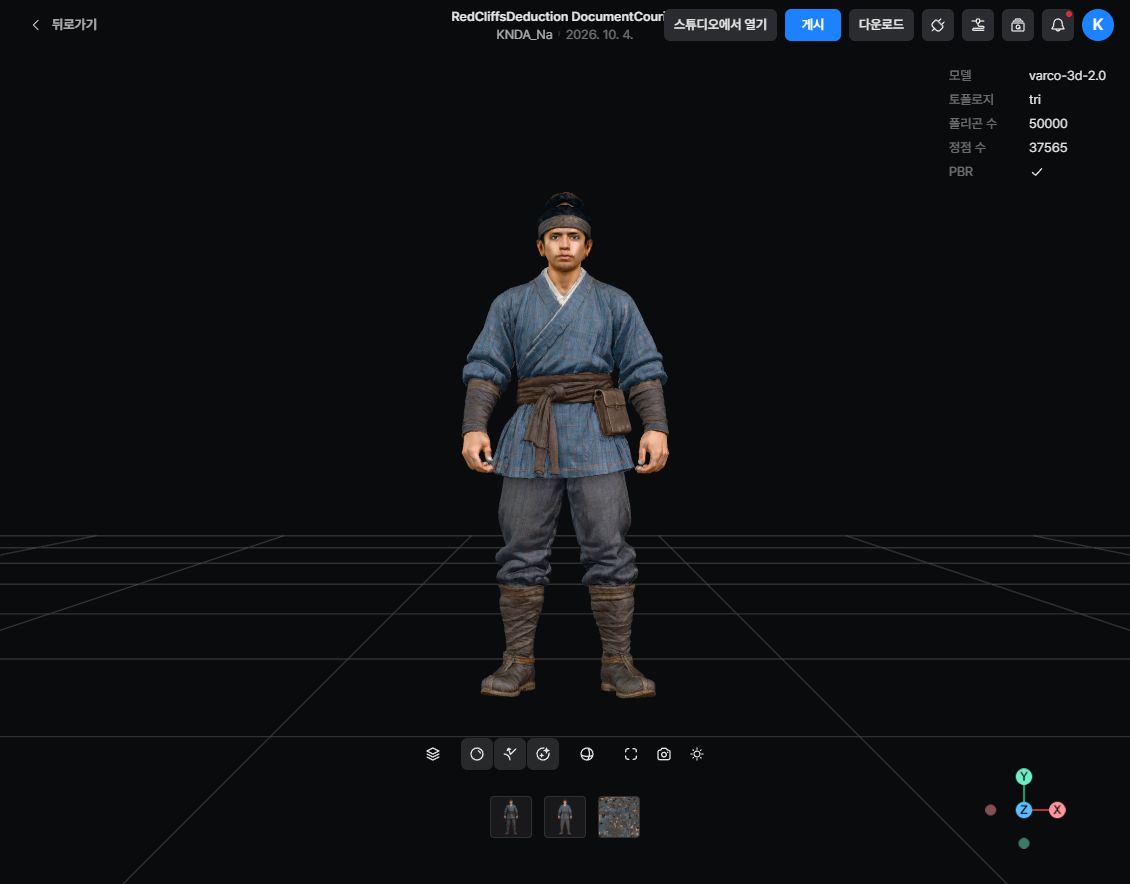 뒤로가기
RedCliffsDeduction DocumentCouri
KNDA_Na
2026. 10. 4.
스튜디오에서 열기
게시
다운로드
K
모델 varco-3d-2.0
토폴로지 tri
폴리곤 수 50000
정점 수 37565
PBR
Y
Z X